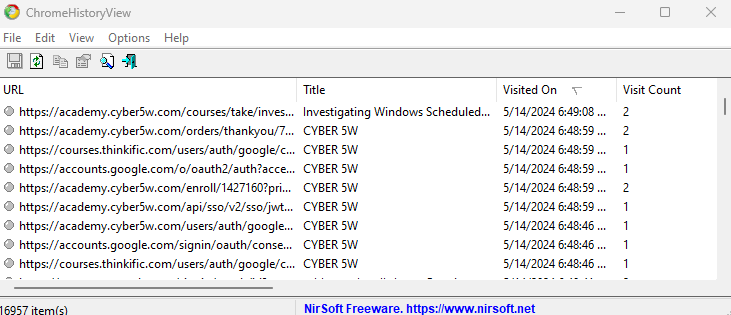 ChromeHistoryView
File Edit View Options Help
URL Title Visited On Visit Count
https://academy.cyber5w.com/courses/take/inves... Investigating Windows Scheduled... 5/14/2024 6:49:08 ... 2
https://academy.cyber5w.com/orders/thankyou/7... CYBER 5W 5/14/2024 6:48:59 ... 2
https://courses.thinkific.com/users/auth/google/c... CYBER 5W 5/14/2024 6:48:59 ... 1
https://accounts.google.com/o/oauth2/auth?acce... CYBER 5W 5/14/2024 6:48:59 ... 1
https://academy.cyber5w.com/enroll/1427160?pri... CYBER 5W 5/14/2024 6:48:59 ... 2
https://academy.cyber5w.com/api/sso/v2/sso/jwt... CYBER 5W 5/14/2024 6:48:59 ... 1
https://academy.cyber5w.com/users/auth/google... CYBER 5W 5/14/2024 6:48:46 ... 1
https://accounts.google.com/signin/oauth/conse... CYBER 5W 5/14/2024 6:48:46 ... 1
https://courses.thinkific.com/users/auth/google/c... CYBER 5W 5/14/2024 6:48:46 ... 1
16957 item(s) NirSoft Freeware. https://www.nirsoft.net